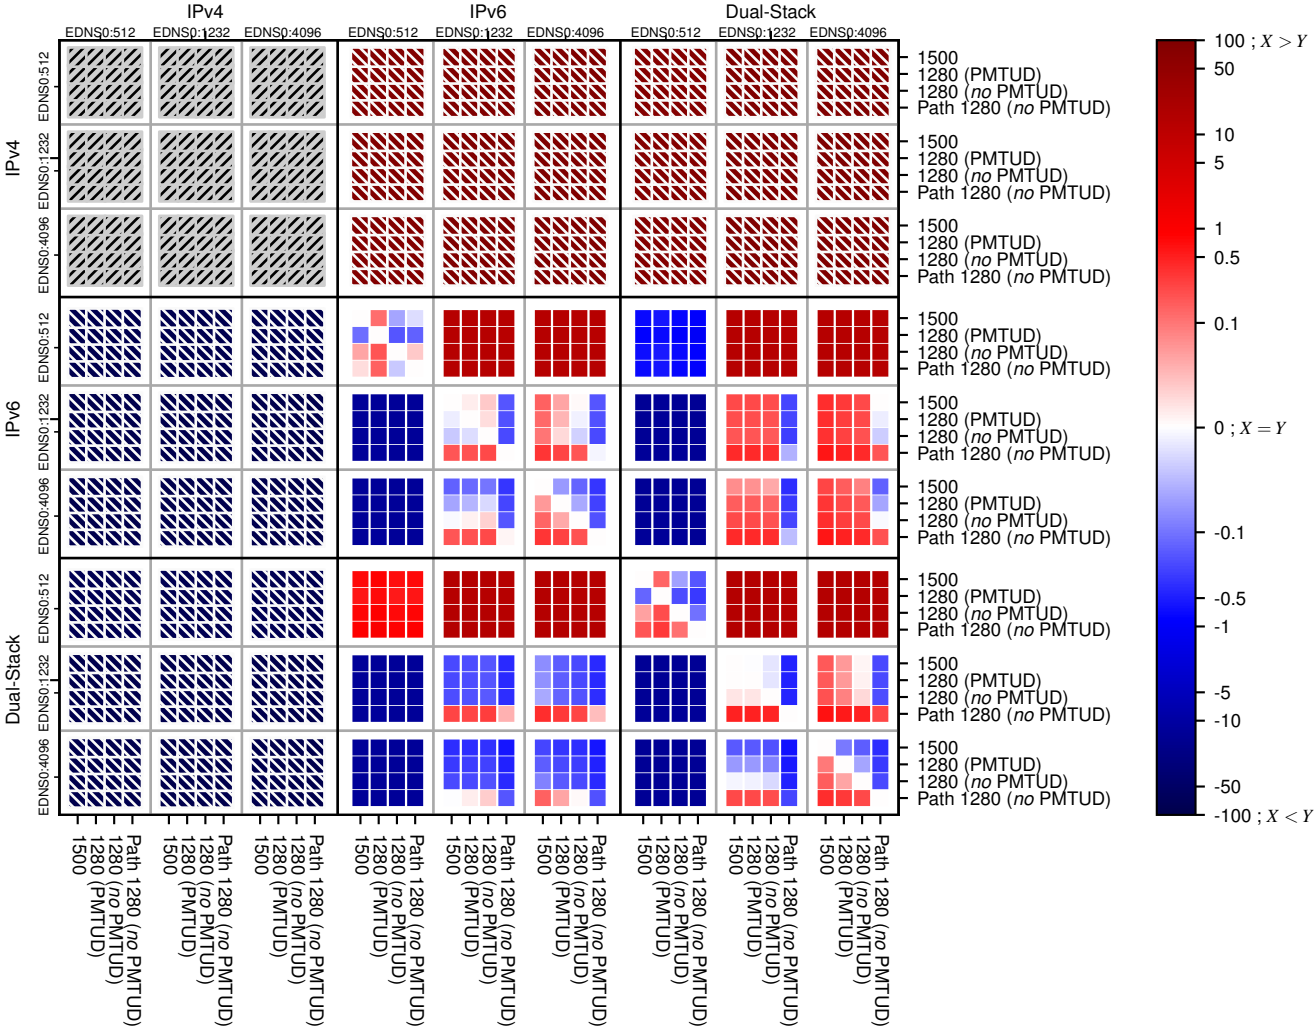 IPv4 IPv6 Dual-Stack
EDNS0:512 EDNS0:1232 EDNS0:4096 EDNS0:512 EDNS0:1232 EDNS0:4096 EDNS0:512 EDNS0:1232 EDNS0:4096
IPv4
EDNS0:512
1500
1280 (PMTUD)
1280 (no PMTUD)
Path 1280 (no PMTUD)
EDNS0:1232
1500
1280 (PMTUD)
1280 (no PMTUD)
Path 1280 (no PMTUD)
EDNS0:4096
1500
1280 (PMTUD)
1280 (no PMTUD)
Path 1280 (no PMTUD)
IPv6
EDNS0:512
1500
1280 (PMTUD)
1280 (no PMTUD)
Path 1280 (no PMTUD)
EDNS0:1232
1500
1280 (PMTUD)
1280 (no PMTUD)
Path 1280 (no PMTUD)
EDNS0:4096
1500
1280 (PMTUD)
1280 (no PMTUD)
Path 1280 (no PMTUD)
Dual-Stack
EDNS0:512
1500
1280 (PMTUD)
1280 (no PMTUD)
Path 1280 (no PMTUD)
EDNS0:1232
1500
1280 (PMTUD)
1280 (no PMTUD)
Path 1280 (no PMTUD)
EDNS0:4096
1500
1280 (PMTUD)
1280 (no PMTUD)
Path 1280 (no PMTUD)
1500
1280 (PMTUD)
1280 (no PMTUD)
Path 1280 (no PMTUD)
1500
1280 (PMTUD)
1280 (no PMTUD)
Path 1280 (no PMTUD)
1500
1280 (PMTUD)
1280 (no PMTUD)
Path 1280 (no PMTUD)
1500
1280 (PMTUD)
1280 (no PMTUD)
Path 1280 (no PMTUD)
1500
1280 (PMTUD)
1280 (no PMTUD)
Path 1280 (no PMTUD)
1500
1280 (PMTUD)
1280 (no PMTUD)
Path 1280 (no PMTUD)
1500
1280 (PMTUD)
1280 (no PMTUD)
Path 1280 (no PMTUD)
1500
1280 (PMTUD)
1280 (no PMTUD)
Path 1280 (no PMTUD)
1500
1280 (PMTUD)
1280 (no PMTUD)
Path 1280 (no PMTUD)
100 ; X > Y
50
10
5
1
0.5
0.1
0 ; X = Y
-0.1
-0.5
-1
-5
-10
-50
-100 ; X < Y